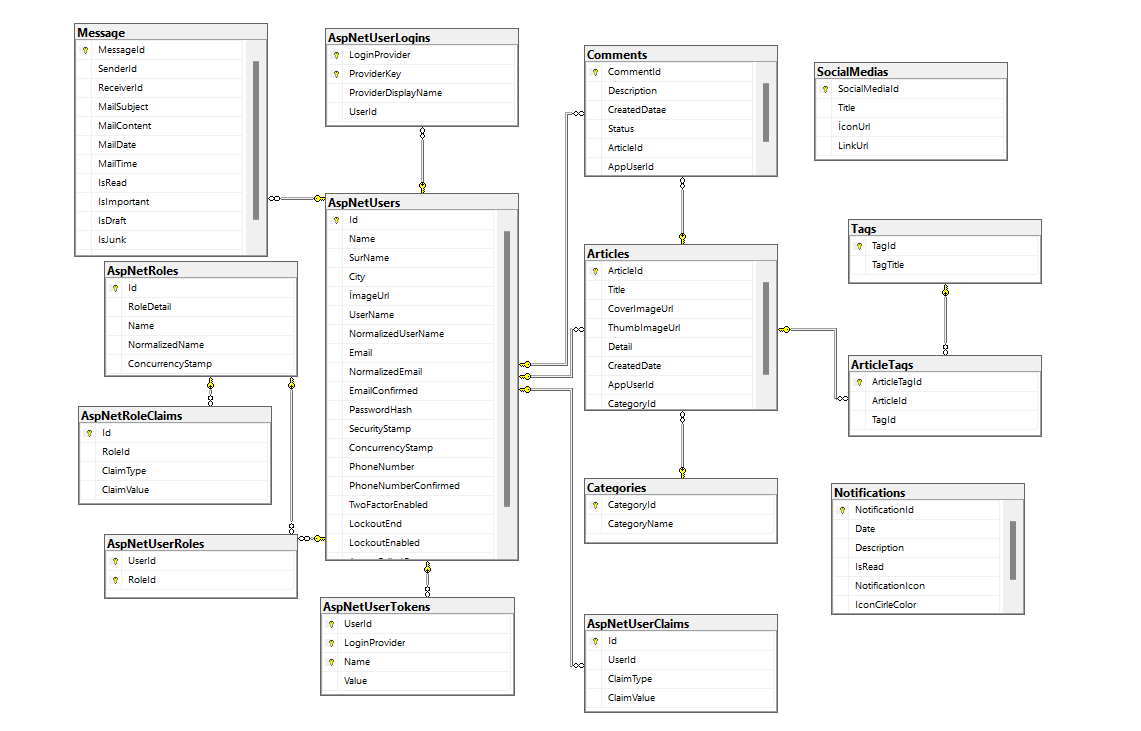 Message
MessageId
SenderId
ReceiverId
MailSubject
MailContent
MailDate
MailTime
IsRead
IsImportant
IsDraft
IsJunk
AspNetUserLogins
LoginProvider
ProviderKey
ProviderDisplayName
UserId
Comments
CommentId
Description
CreatedDatae
Status
ArticleId
AppUserId
SocialMedias
SocialMediaId
Title
İconUrl
LinkUrl
AspNetUsers
Id
Name
SurName
City
İmageUrl
UserName
NormalizedUserName
Email
NormalizedEmail
EmailConfirmed
PasswordHash
SecurityStamp
ConcurrencyStamp
PhoneNumber
PhoneNumberConfirmed
TwoFactorEnabled
LockoutEnd
LockoutEnabled
Articles
ArticleId
Title
CoverImageUrl
ThumbImageUrl
Detail
CreatedDate
AppUserId
CategoryId
Tags
TagId
TagTitle
AspNetRoles
Id
RoleDetail
Name
NormalizedName
ConcurrencyStamp
ArticleTags
ArticleTagId
ArticleId
TagId
AspNetRoleClaims
Id
RoleId
ClaimType
ClaimValue
Categories
CategoryId
CategoryName
Notifications
NotificationId
Date
Description
IsRead
NotificationIcon
IconCirleColor
AspNetUserRoles
UserId
RoleId
AspNetUserTokens
UserId
LoginProvider
Name
Value
AspNetUserClaims
Id
UserId
ClaimType
ClaimValue